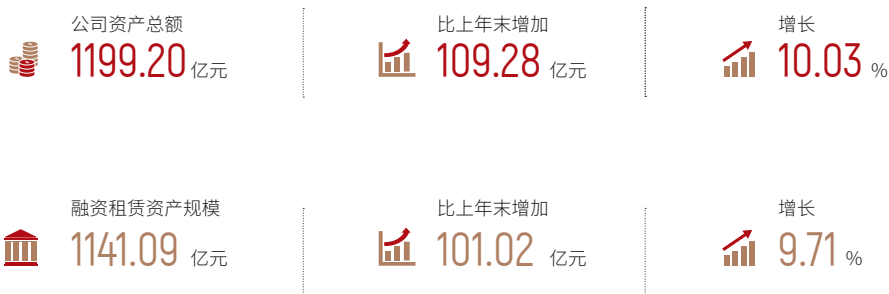 公司资产总额
1199.20 亿元
比上年末增加
109.28 亿元
增长
10.03 %
融资租赁资产规模
1141.09 亿元
比上年末增加
101.02 亿元
增长
9.71 %